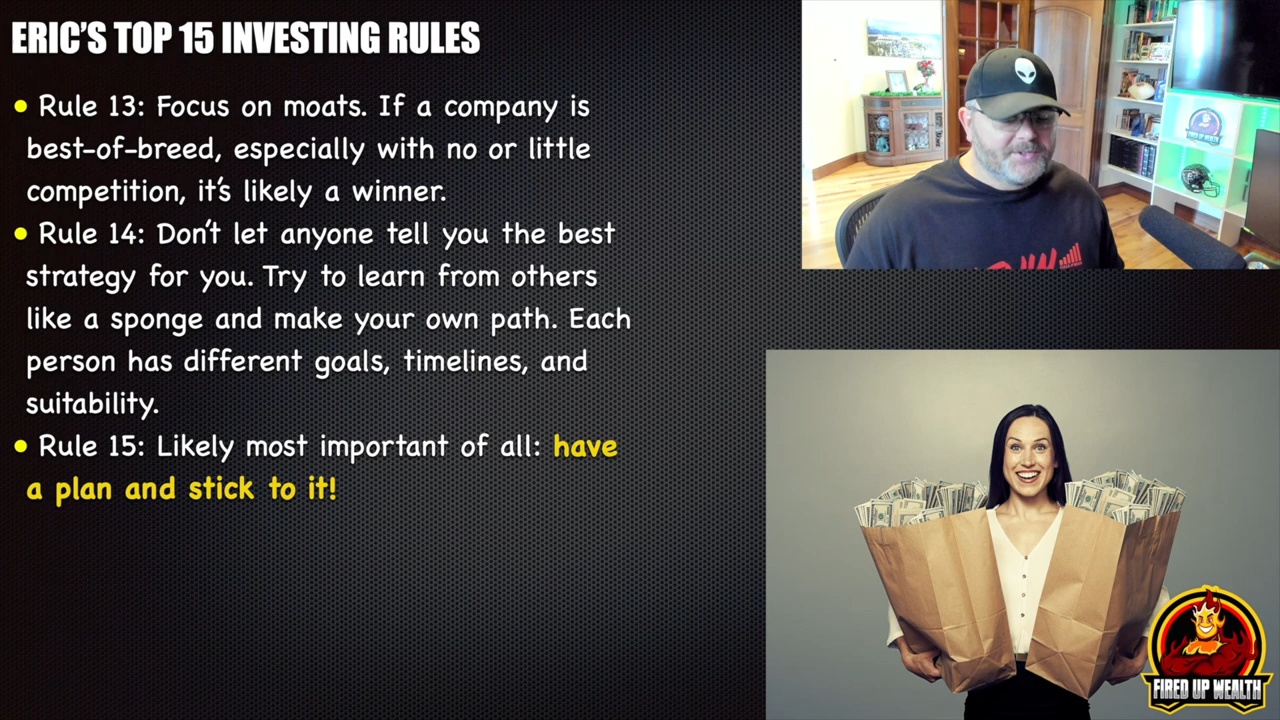 ERIC'S TOP 15 INVESTING RULES
• Rule 13: Focus on moats. If a company is
best-of-breed, especially with no or little
competition, it's likely a winner.
• Rule 14: Don't let anyone tell you the best
strategy for you. Try to learn from others
like a sponge and make your own path. Each
person has different goals, timelines, and
suitability.
• Rule 15: Likely most important of all: have
a plan and stick to it!
FIRED UP WEALTH